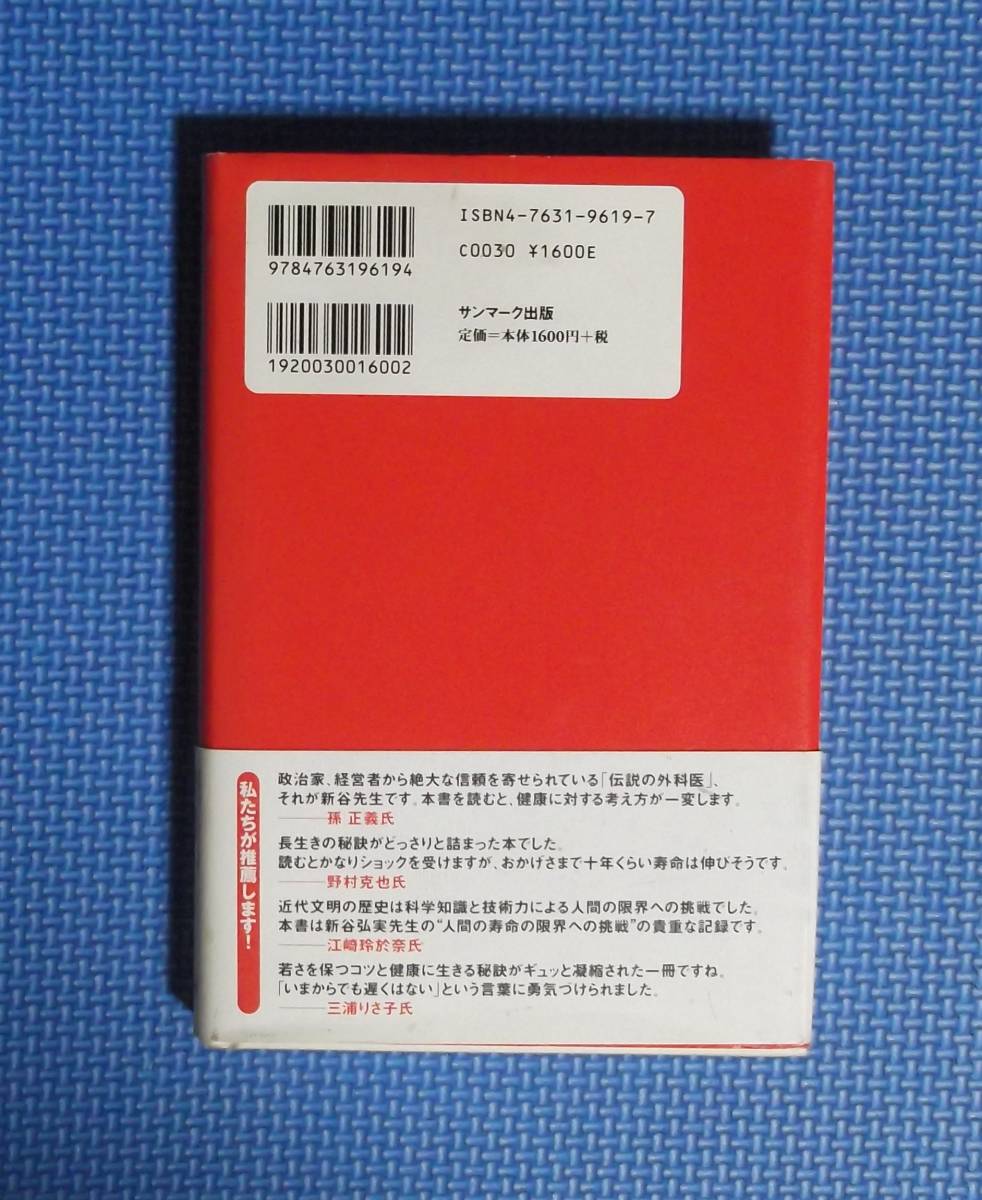 ISBN4-7631-9619-7
C0030 ¥1600E
9784763196194
サンマーク出版
定価=本体1600円+税
1920030016002
私たちが推薦します!
政治家、経営者から絶大な信頼を寄せられている「伝説の外科医」、
それが新谷先生です。本書を読むと、健康に対する考え方が一変します。
——孫 正義氏
長生きの秘訣がどっさりと詰まった本でした。
読むとかなりショックを受けますが、おかげさまで十年くらい寿命は伸びそうです。
——野村克也氏
近代文明の歴史は科学知識と技術力による人間の限界への挑戦でした。
本書は新谷弘実先生の“人間の寿命の限界への挑戦”の貴重な記録です。
——江崎玲於奈氏
若さを保つコツと健康に生きる秘訣がギュッと凝縮された一冊ですね。
「いまからでも遅くはない」という言葉に勇気づけられました。
——三浦りさ子氏